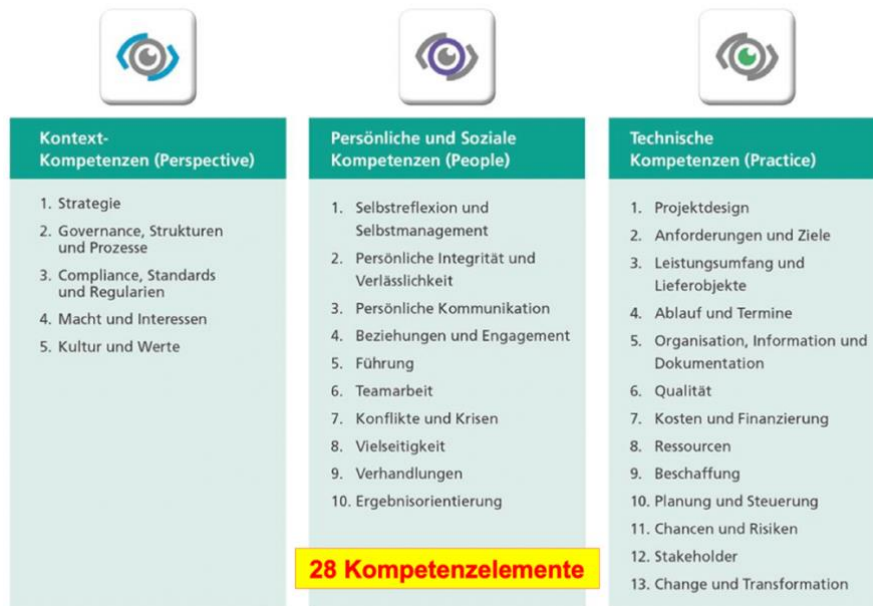 Kontext-
Kompetenzen (Perspective)
1. Strategie
2. Governance, Strukturen
und Prozesse
3. Compliance, Standards
und Regularien
4. Macht und Interessen
5. Kultur und Werte
Persönliche und Soziale
Kompetenzen (People)
1. Selbstreflexion und
Selbstmanagement
2. Persönliche Integrität und
Verlässlichkeit
3. Persönliche Kommunikation
4. Beziehungen und Engagement
5. Führung
6. Teamarbeit
7. Konflikte und Krisen
8. Vielseitigkeit
9. Verhandlungen
10. Ergebnisorientierung
Technische
Kompetenzen (Practice)
1. Projektdesign
2. Anforderungen und Ziele
3. Leistungsumfang und
Lieferobjekte
4. Ablauf und Termine
5. Organisation, Information und
Dokumentation
6. Qualität
7. Kosten und Finanzierung
8. Ressourcen
9. Beschaffung
10. Planung und Steuerung
11. Chancen und Risiken
12. Stakeholder
13. Change und Transformation
28 Kompetenzelemente